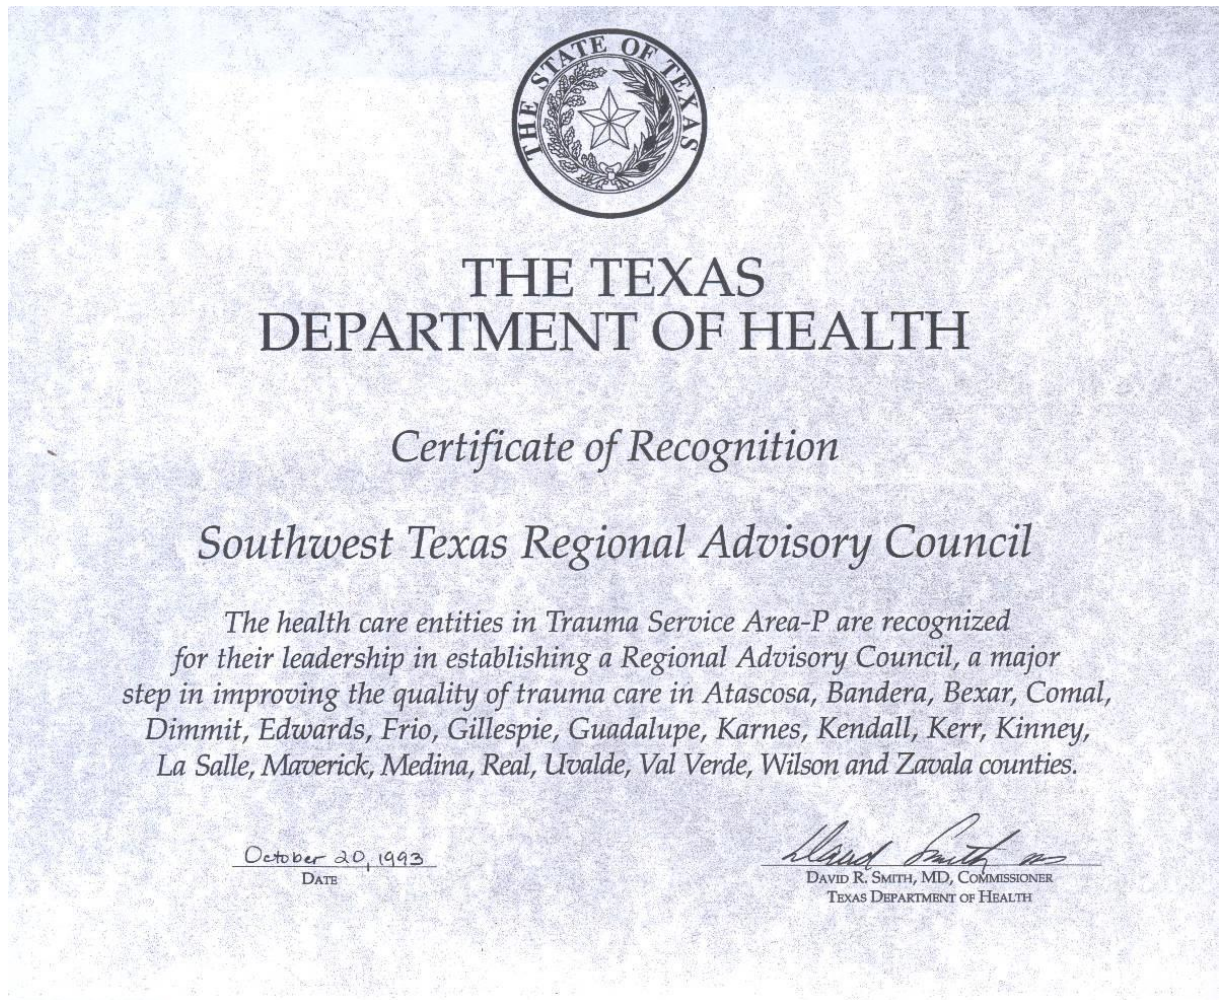 THE STATE OF TEXAS
THE TEXAS
DEPARTMENT OF HEALTH
Certificate of Recognition
Southwest Texas Regional Advisory Council
The health care entities in Trauma Service Area-P are recognized
for their leadership in establishing a Regional Advisory Council, a major
step in improving the quality of trauma care in Atascosa, Bandera, Bexar, Comal,
Dimmit, Edwards, Frio, Gillespie, Guadalupe, Karnes, Kendall, Kerr, Kinney,
La Salle, Maverick, Medina, Real, Uvalde, Val Verde, Wilson and Zavala counties.
October 20, 1993
DATE
David Smith
DAVID R. SMITH, MD, COMMISSIONER
TEXAS DEPARTMENT OF HEALTH